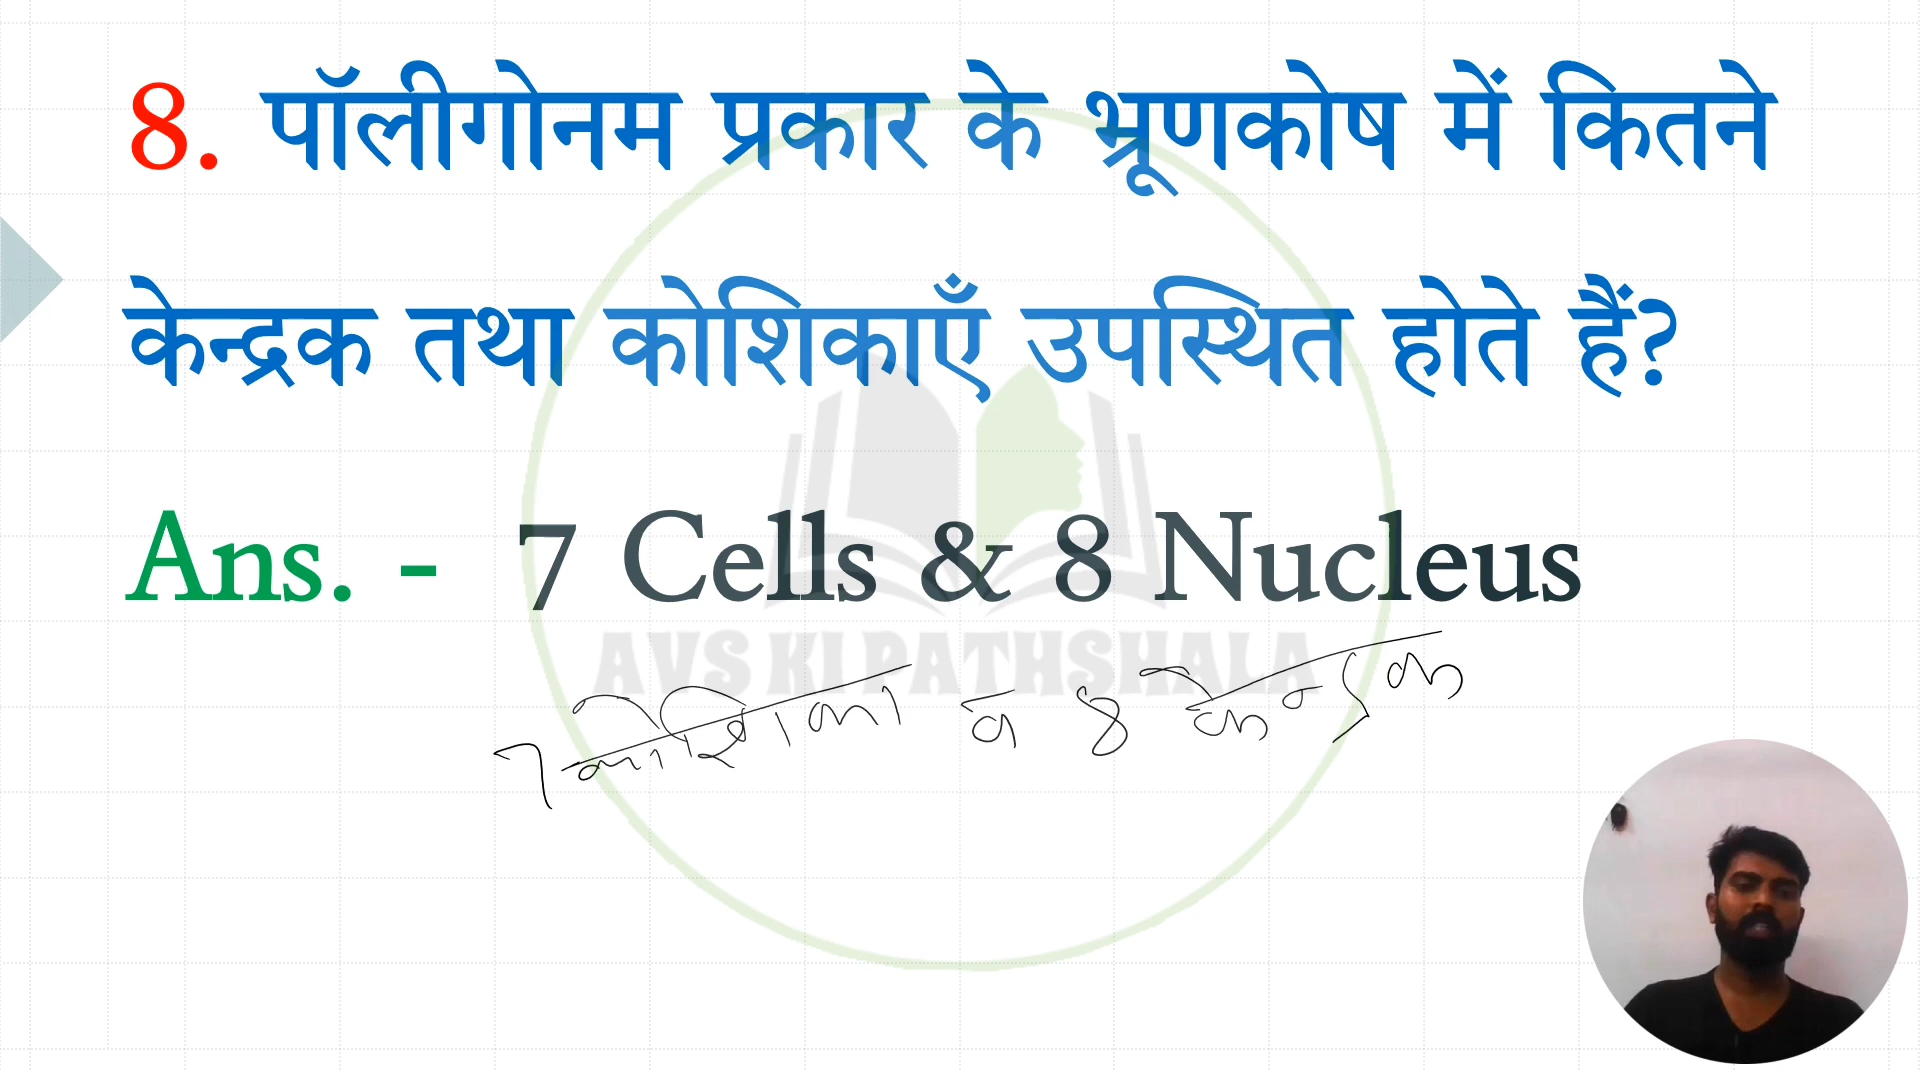 8. पॉलीगोनम प्रकार के भ्रूणकोष में कितने
केन्द्रक तथा कोशिकाएँ उपस्थित होते हैं?
Ans. - 7 Cells & 8 Nucleus
AVS KI PATHSHALA
7 कोशिका व 8 केन्द्रक